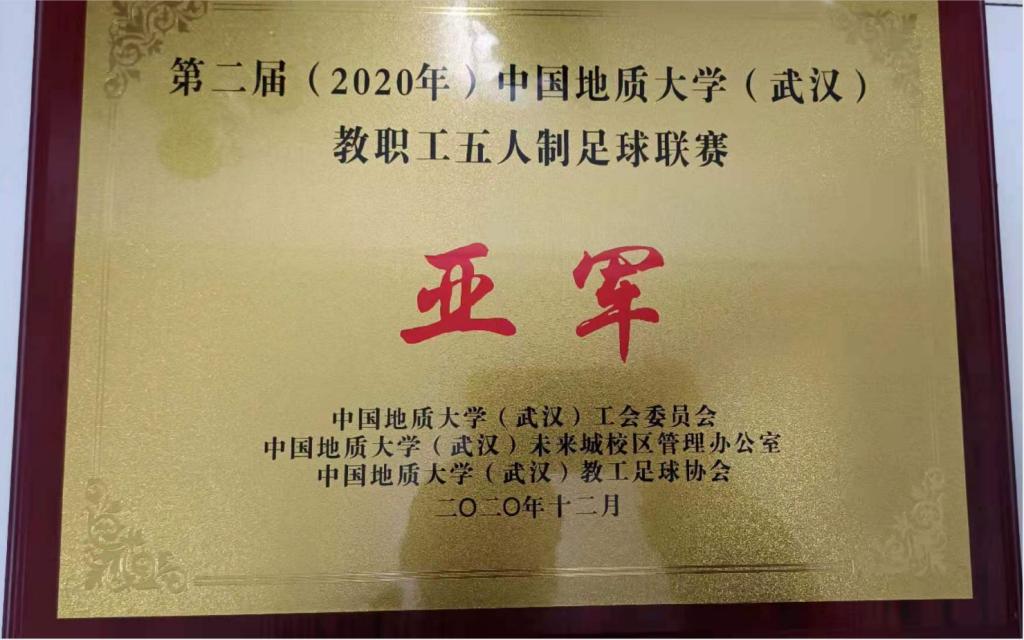 第二届（2020年）中国地质大学（武汉）
教职工五人制足球联赛
亚军
中国地质大学（武汉）工会委员会
中国地质大学（武汉）未来城校区管理办公室
中国地质大学（武汉）教工足球协会
二〇二〇年十二月